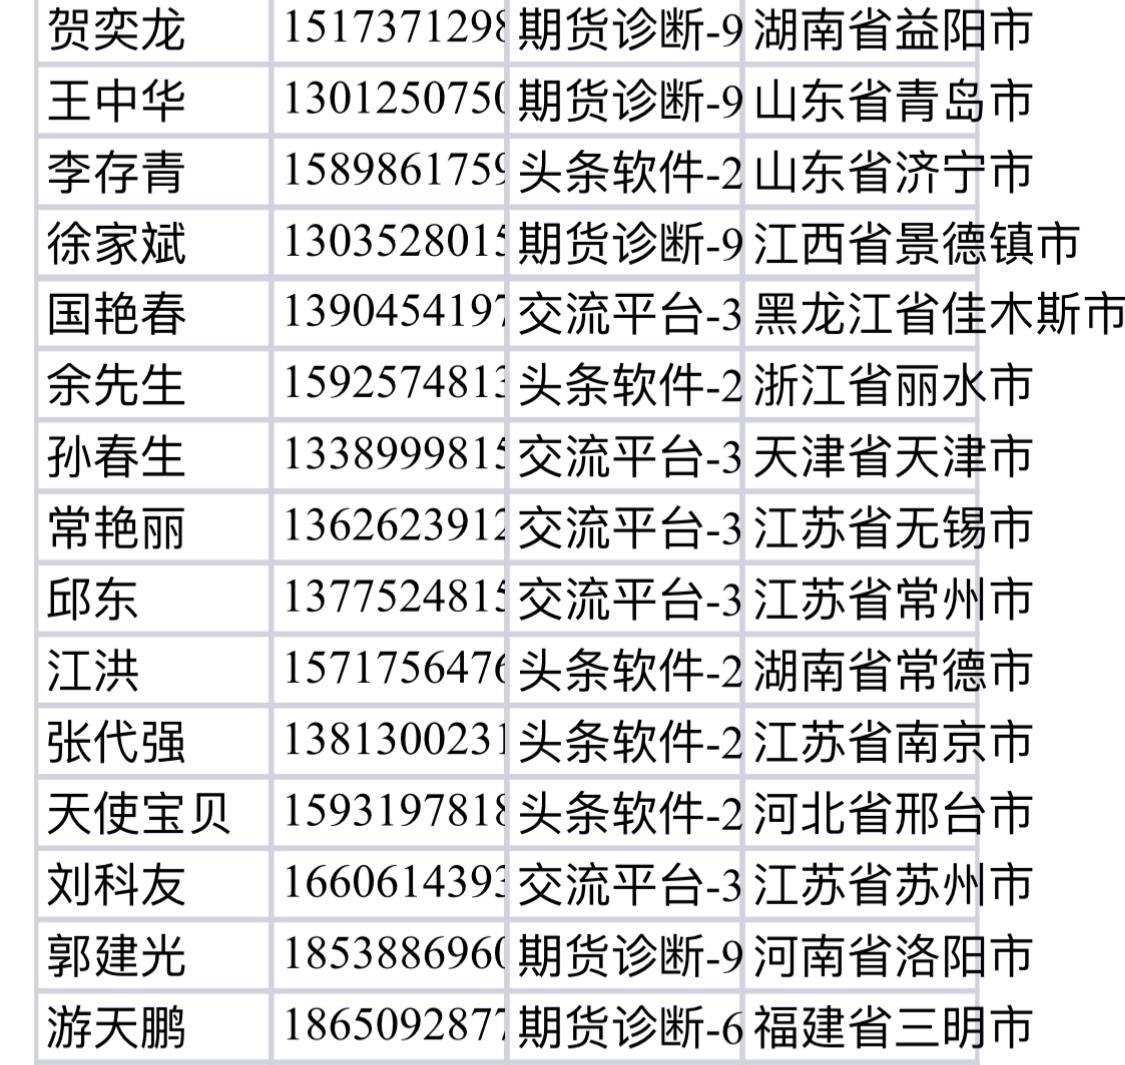 贺奕龙 1517371298 期货诊断-9 湖南省益阳市
王中华 1301250750 期货诊断-9 山东省青岛市
李存青 1589861759 头条软件-2 山东省济宁市
徐家斌 1303528015 期货诊断-9 江西省景德镇市
国艳春 1390454197 交流平台-3 黑龙江省佳木斯市
余先生 1592574813 头条软件-2 浙江省丽水市
孙春生 1338999815 交流平台-3 天津省天津市
常艳丽 1362623912 交流平台-3 江苏省无锡市
邱东 1377524815 交流平台-3 江苏省常州市
江洪 1571756476 头条软件-2 湖南省常德市
张代强 1381300231 头条软件-2 江苏省南京市
天使宝贝 1593197818 头条软件-2 河北省邢台市
刘科友 1660614393 交流平台-3 江苏省苏州市
郭建光 1853886960 期货诊断-9 河南省洛阳市
游天鹏 1865092877 期货诊断-6 福建省三明市